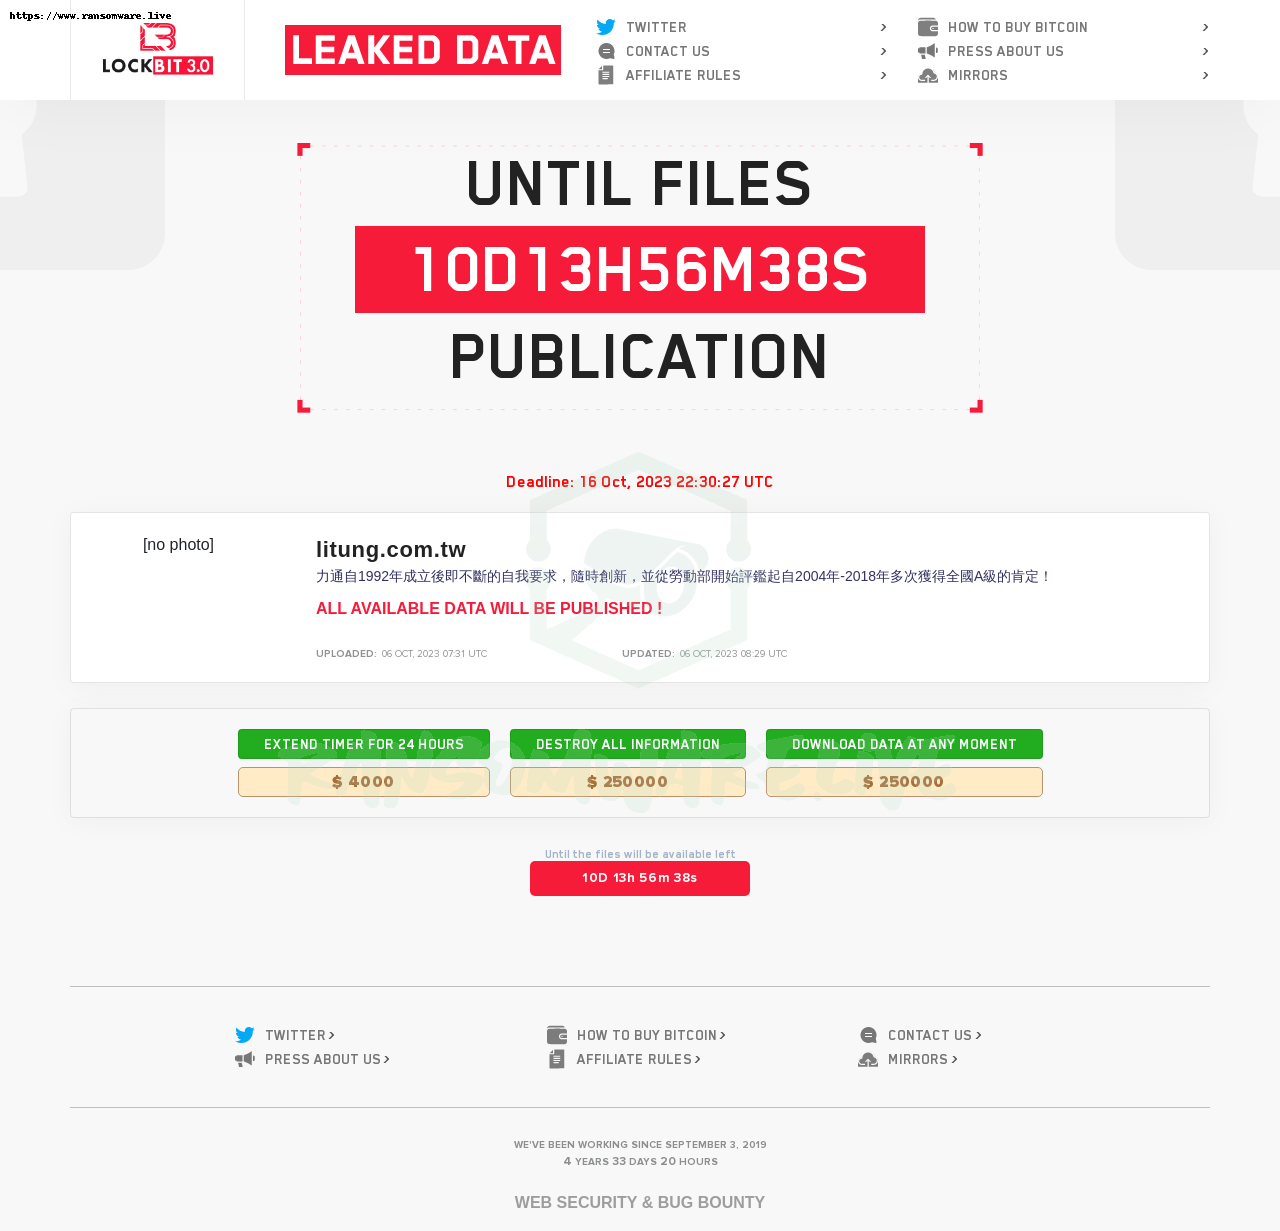 https://www.ransomware.live
LOCKBIT 3.0
LEAKED DATA
TWITTER >
CONTACT US >
AFFILIATE RULES >
HOW TO BUY BITCOIN >
PRESS ABOUT US >
MIRRORS >
UNTIL FILES
10D13H56M38S
PUBLICATION
Deadline: 16 Oct, 2023 22:30:27 UTC
[no photo]
litung.com.tw
力通自1992年成立後即不斷的自我要求，隨時創新，並從勞動部開始評鑑起自2004年-2018年多次獲得全國A級的肯定！
ALL AVAILABLE DATA WILL BE PUBLISHED !
UPLOADED: 06 OCT, 2023 07:31 UTC
UPDATED: 06 OCT, 2023 08:29 UTC
EXTEND TIMER FOR 24 HOURS
$ 4000
DESTROY ALL INFORMATION
$ 250000
DOWNLOAD DATA AT ANY MOMENT
$ 250000
RANSOMWARE.LIVE
Until the files will be available left
10D 13h 56m 38s
TWITTER >
PRESS ABOUT US >
HOW TO BUY BITCOIN >
AFFILIATE RULES >
CONTACT US >
MIRRORS >
WE'VE BEEN WORKING SINCE SEPTEMBER 3, 2019
4 YEARS 33 DAYS 20 HOURS
WEB SECURITY & BUG BOUNTY